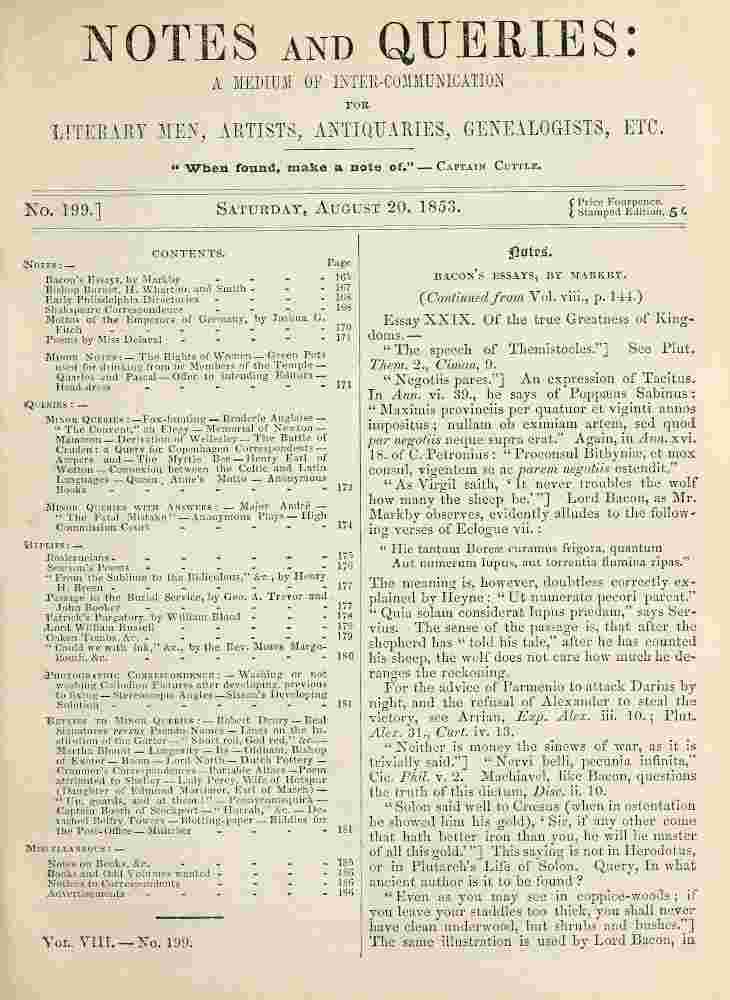 NOTES AND QUERIES:
A MEDIUM OF INTER-COMMUNICATION
FOR
LITERARY MEN, ARTISTS, ANTIQUARIES, GENEALOGISTS, ETC.
"When found, make a note of."—CAPTAIN CUTTLE.
No. 199.]
SATURDAY, AUGUST 20. 1853.
Price Fourpence.
Stamped Edition, 5d.
CONTENTS.
NOTES:— Page
Bacon's Essays, by Markby - - - - 165
Bishop Burnet, H. Wharton, and Smith - - - 167
Early Philadelphia Directories - - - - 168
Shakspeare Correspondence - - - - 168
Mottos of the Emperors of Germany, by Joshua G.
Fitch - - - - - - 170
Poems by Miss Delaval - - - - 171
MINOR NOTES:—The Rights of Women—Green Pots
used for drinking from by Members of the Temple—
Quarles and Pascal—Offer to intending Editors—
Head-dress - - - - - 171
QUERIES:—
MINOR QUERIES:—Fox-hunting—Broderie Anglaise—
"The Convent," an Elegy—Memorial of Newton—
Mammon—Derivation of Wellesley—The Battle of
Cruden: a Query for Copenhagen Correspondents—
Ampers and—The Myrtle Bee—Henry Earl of
Wotton—Connexion between the Celtic and Latin
Languages—Queen Anne's Motto—Anonymous
Books - - - - - - 172
MINOR QUERIES WITH ANSWERS:—Major André—
"The Fatal Mistake"—Anonymous Plays—High
Commission Court - - - - 174
REPLIES:—
Rosicrucians - - - - - 175
Searson's Poems - - - - - 176
"From the Sublime to the Ridiculous," &c., by Henry
H. Breen - - - - - - 177
Passage in the Burial Service, by Geo. A. Trevor and
John Booker - - - - - 177
Patrick's Purgatory, by William Blood - - - 178
Lord William Russell - - - - 179
Oaken Tombs, &c. - - - - - 179
"Could we with ink," &c., by the Rev. Moses Margoliouth, &c. - - - - - 180
PHOTOGRAPHIC CORRESPONDENCE:—Washing or not
washing Collodion Pictures after developing, previous
to fixing—Stereoscopic Angles—Sisson's Developing
Solution - - - - - - 181
REPLIES TO MINOR QUERIES:—Robert Drury—Real
Signatures versus Pseudo-Names—Lines on the In-
stitution of the Garter—"Short red, God red," &c.—
Martha Blount—Longevity—Its—Oldham, Bishop
of Exeter—Bacon—Lord North—Dutch Pottery—
Cranmer's Correspondence—Portable Altars—Poem
attributed to Shelley—Lady Percy, Wife of Hotspur
(Daughter of Edmund Mortimer, Earl of March)—
"Up, guards, and at them!"—Pennycomequick—
Captain Booth of Stockport—"Hurrah," &c.—De-
tached Belfry Towers—Blotting-paper—Riddles for
the Post-Office—Mulciber - - - - 181
MISCELLANEOUS:—
Notes on Books, &c. - - - - 185
Books and Odd Volumes wanted - - - 186
Notices to Correspondents - - - - 186
Advertisements - - - - - 186
VOL. VIII.—No. 199.
Notes.
BACON'S ESSAYS, BY MARKBY.
(Continued from Vol. viii., p. 144.)
Essay XXIX. Of the true Greatness of King-
doms.—
"The speech of Themistocles."] See Plut.
Them. 2., Cimon, 9.
"Negotiis pares."] An expression of Tacitus.
In Ann. vi. 39., he says of Poppæus Sabinus:
"Maximis provinciis per quatuor et viginti annos
impositus; nullam ob eximiam artem, sed quod
par negotiis neque supra erat." Again, in Ann. xvi.
18. of C. Petronius: "Proconsul Bithyniæ, et mox
consul, vigentem se ac parem negotiis ostendit."
"As Virgil saith, 'It never troubles the wolf
how many the sheep be.'"] Lord Bacon, as Mr.
Markby observes, evidently alludes to the follow-
ing verses of Eclogue vii.:
"Hic tantum Boreæ curamus frigora, quantum
Aut numerum lupus, aut torrentia flumina ripas."
The meaning is, however, doubtless correctly ex-
plained by Heyne: "Ut numerato pecori parcat."
"Quia solam considerat lupus prædam," says Ser-
vius. The sense of the passage is, that after the
shepherd has "told his tale," after he has counted
his sheep, the wolf does not care how much he de-
ranges the reckoning.
For the advice of Parmenio to attack Darius by
night, and the refusal of Alexander to steal the
victory, see Arrian, Exp. Alex. iii. 10.; Plut.
Alex. 31., Curt. iv. 13.
"Neither is money the sinews of war, as it is
trivially said."] "Nervi belli, pecunia infinita,"
Cic. Phil. v. 2. Machiavel, like Bacon, questions
the truth of this dictum, Disc. ii. 10.
"Solon said well to Crœsus (when in ostentation
he showed him his gold), 'Sir, if any other come
that hath better iron than you, he will be master
of all this gold.'"] This saying is not in Herodotus,
or in Plutarch's Life of Solon. Query, In what
ancient author is it to be found?
"Even as you may see in coppice-woods; if
you leave your staddles too thick, you shall never
have clean underwood, but shrubs and bushes."]
The same illustration is used by Lord Bacon, in